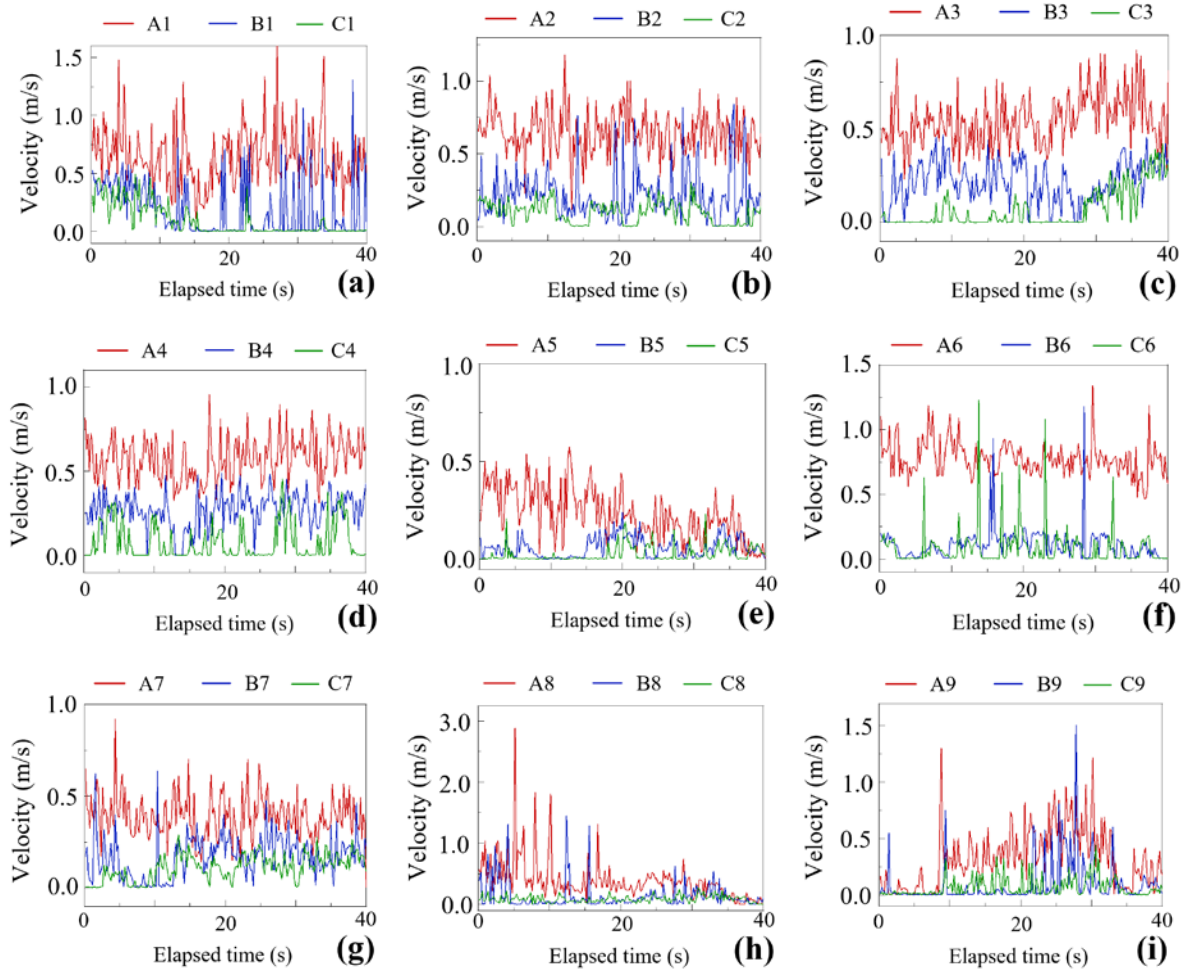 A1 B1 C1
Velocity (m/s)
1.5
1.0
0.5
0.0
0 20 40
Elapsed time (s)
(a)
A2 B2 C2
Velocity (m/s)
1.0
0.5
0.0
0 20 40
Elapsed time (s)
(b)
A3 B3 C3
Velocity (m/s)
1.0
0.5
0.0
0 20 40
Elapsed time (s)
(c)
A4 B4 C4
Velocity (m/s)
1.0
0.5
0.0
0 20 40
Elapsed time (s)
(d)
A5 B5 C5
Velocity (m/s)
1.0
0.5
0.0
0 20 40
Elapsed time (s)
(e)
A6 B6 C6
Velocity (m/s)
1.5
1.0
0.5
0.0
0 20 40
Elapsed time (s)
(f)
A7 B7 C7
Velocity (m/s)
1.0
0.5
0.0
0 20 40
Elapsed time (s)
(g)
A8 B8 C8
Velocity (m/s)
3.0
2.0
1.0
0.0
0 20 40
Elapsed time (s)
(h)
A9 B9 C9
Velocity (m/s)
1.5
1.0
0.5
0.0
0 20 40
Elapsed time (s)
(i)